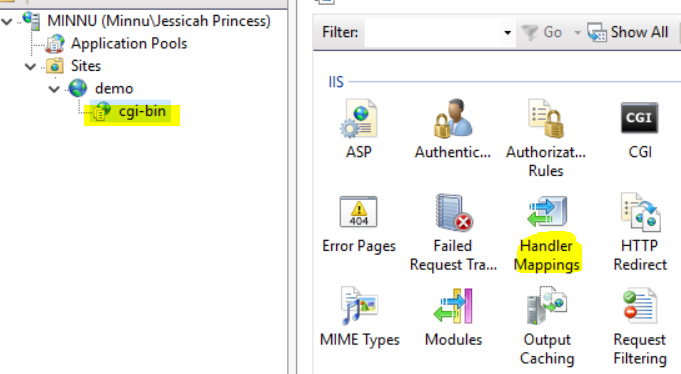 MINNU (Minnu\Jessicah Princess)
Application Pools
Sites
demo
cgi-bin
Filter:
Go
Show All
IIS
ASP
Authentic...
Authorizat...
Rules
CGI
CGI
404
Error Pages
Failed
Request Tra...
Handler
Mappings
HTTP
Redirect
MIME Types
Modules
Output
Caching
Request
Filtering